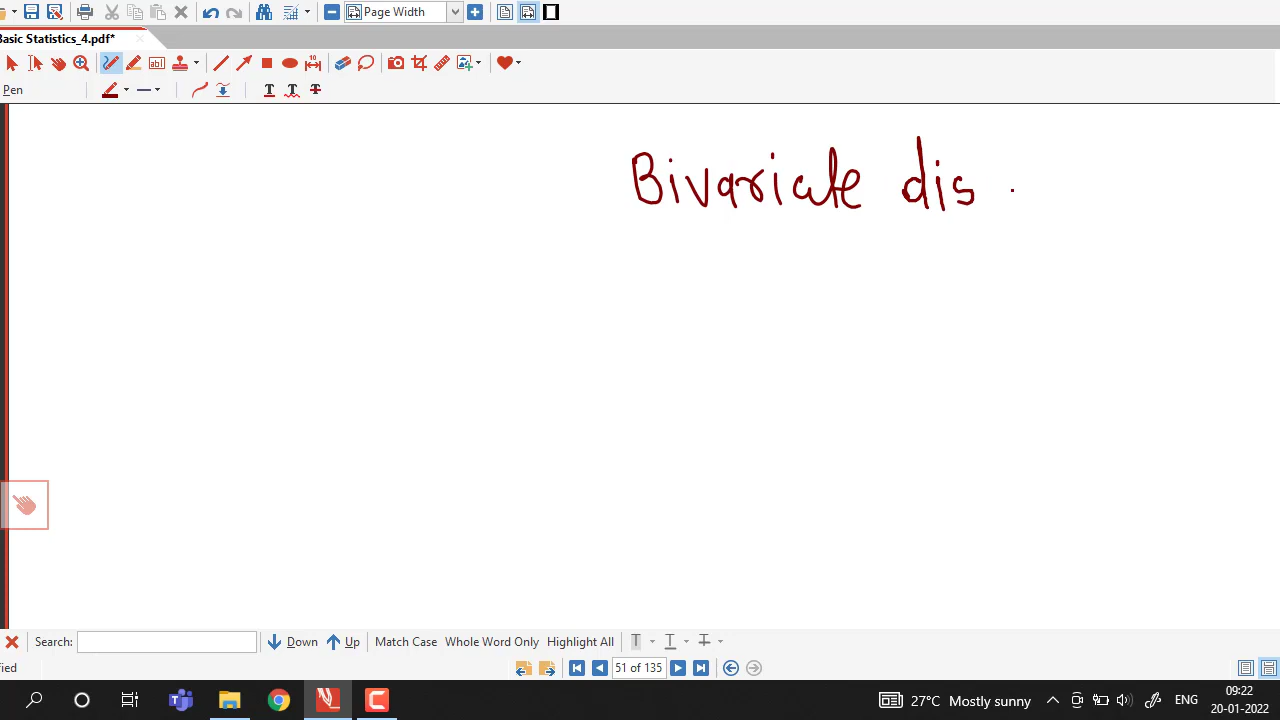 Page Width
Basic Statistics_4.pdf*
Pen
Bivariate dis
Search:
Down
Up
Match Case
Whole Word Only
Highlight All
51 of 135
27°C Mostly sunny
ENG
09:22
20-01-2022